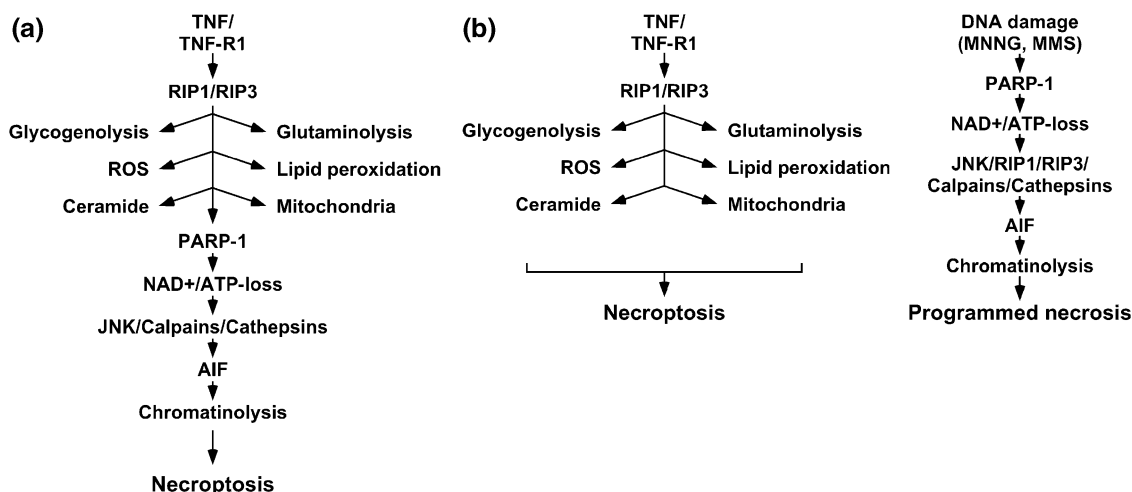 (a)
TNF/
TNF-R1
RIP1/RIP3
Glycogenolysis
Glutaminolysis
ROS
Lipid peroxidation
Ceramide
Mitochondria
PARP-1
NAD+/ATP-loss
JNK/Calpains/Cathepsins
AIF
Chromatinolysis
Necroptosis
(b)
TNF/
TNF-R1
RIP1/RIP3
Glycogenolysis
Glutaminolysis
ROS
Lipid peroxidation
Ceramide
Mitochondria
Necroptosis
DNA damage
(MNNG, MMS)
PARP-1
NAD+/ATP-loss
JNK/RIP1/RIP3/
Calpains/Cathepsins
AIF
Chromatinolysis
Programmed necrosis